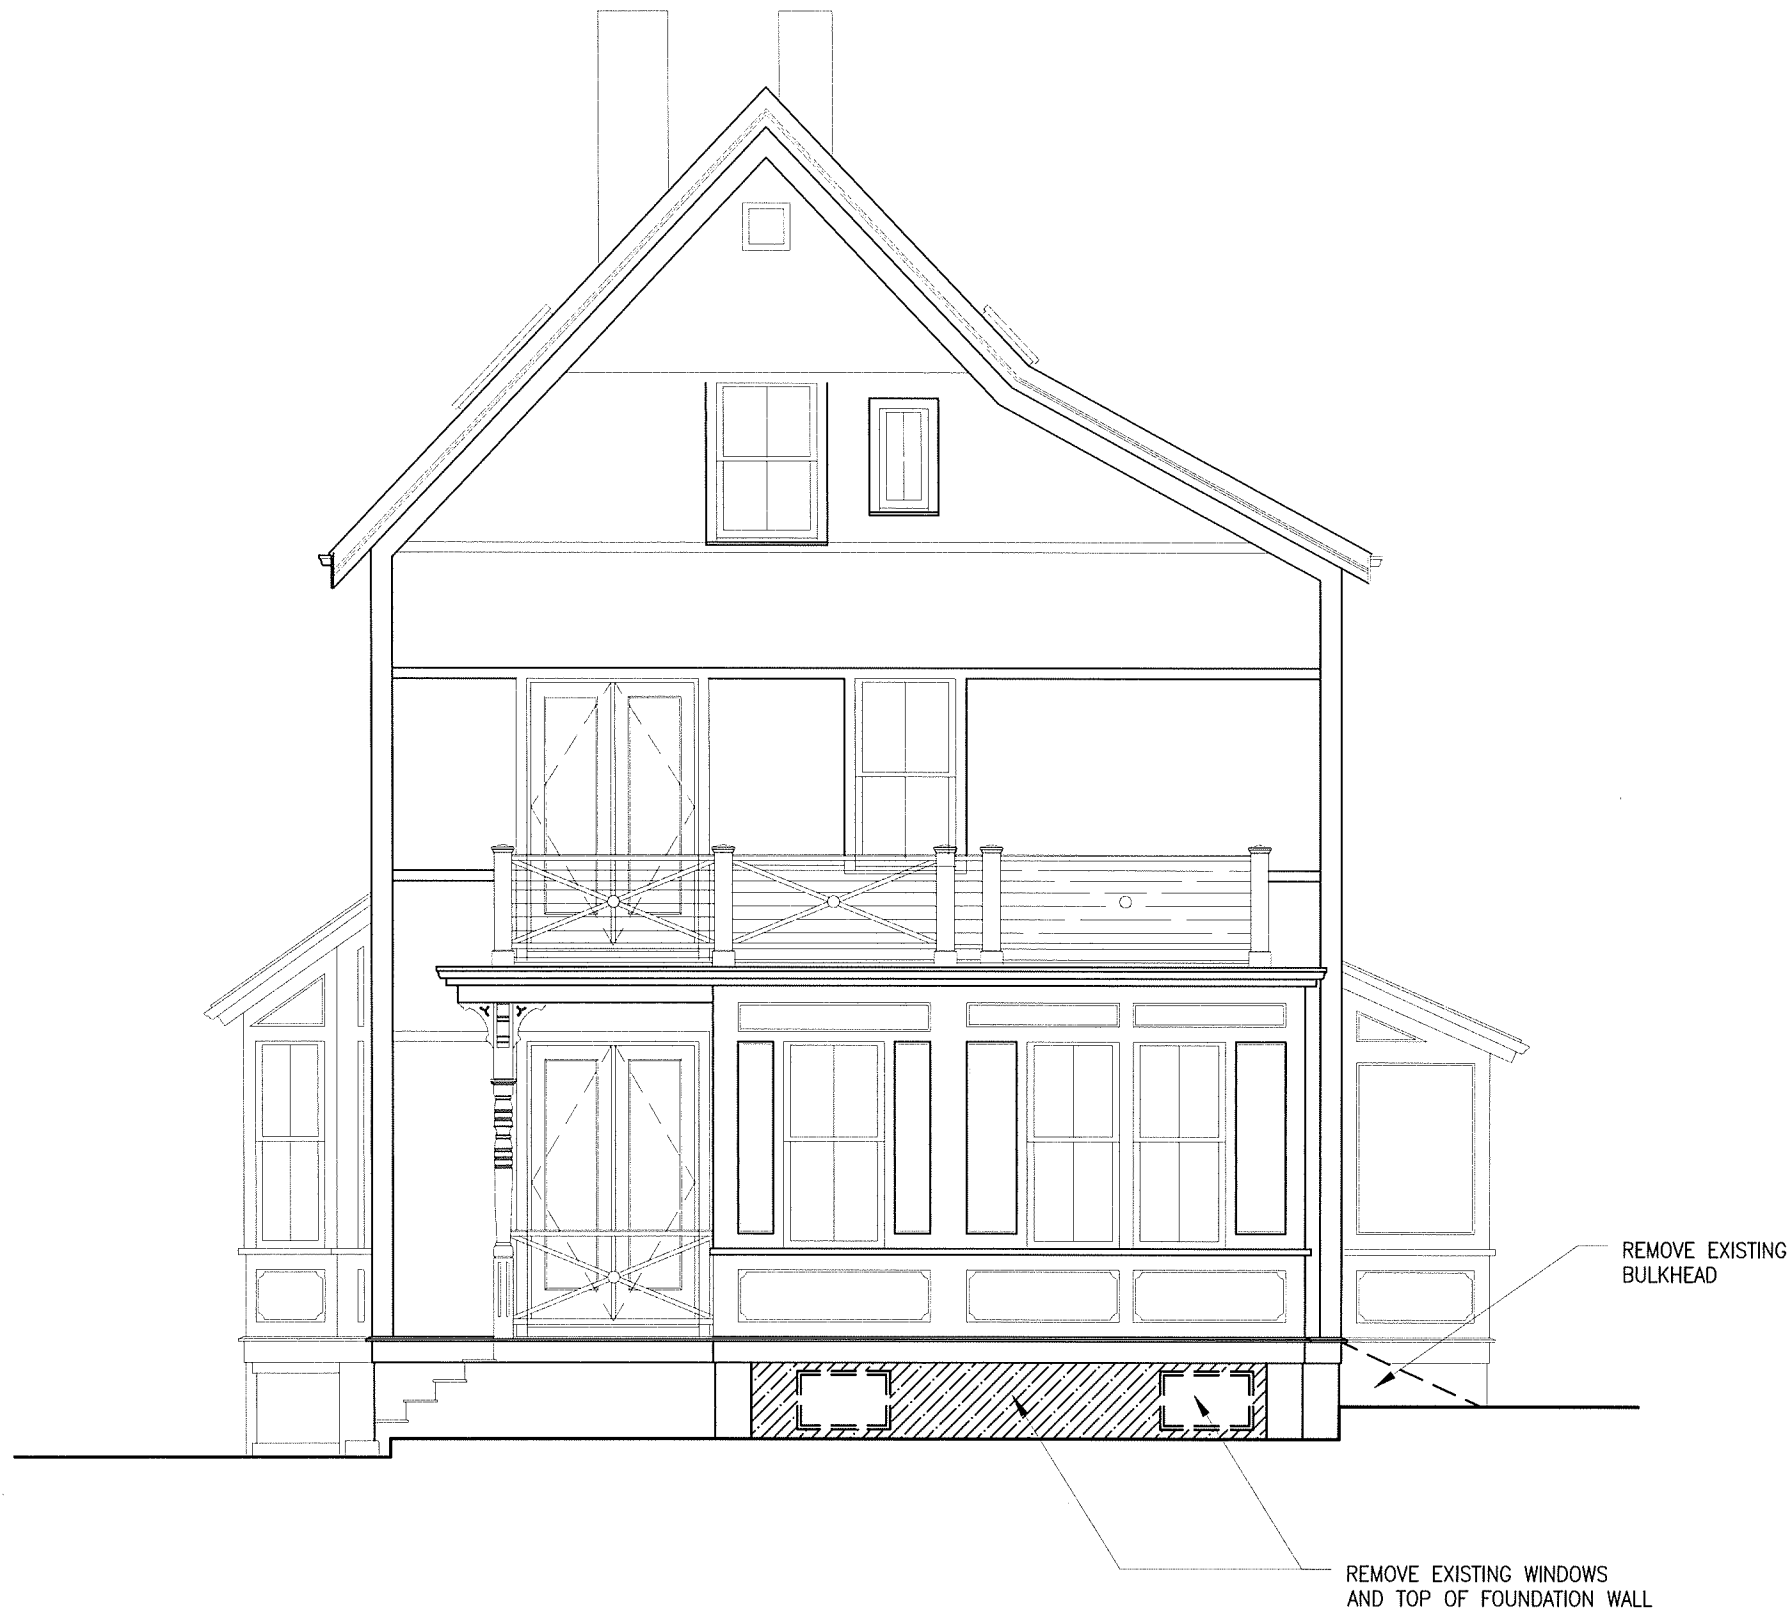 REMOVE EXISTING
BULKHEAD
REMOVE EXISTING WINDOWS
AND TOP OF FOUNDATION WALL